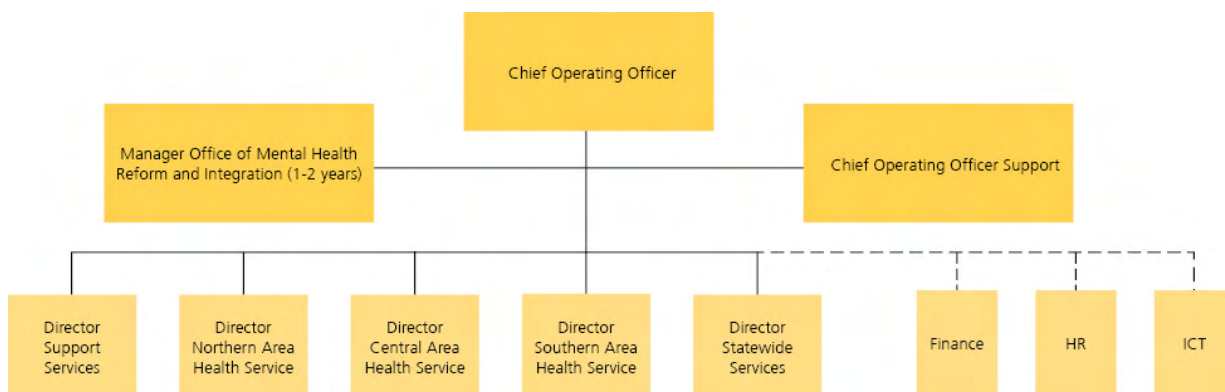 Chief Operating Officer
Manager Office of Mental Health
Reform and Integration (1-2 years)
Chief Operating Officer Support
Director
Support
Services
Director
Northern Area
Health Service
Director
Central Area
Health Service
Director
Southern Area
Health Service
Director
Statewide
Services
Finance
HR
ICT